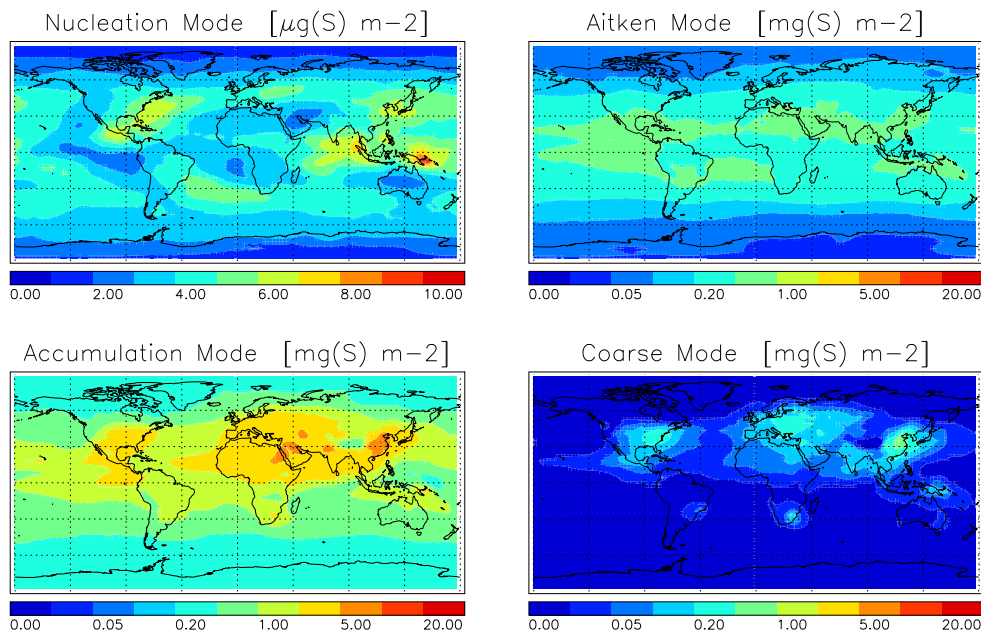 Nucleation Mode [μg(S) m-2]
Aitken Mode [mg(S) m-2]
0.00 2.00 4.00 6.00 8.00 10.00
0.00 0.05 0.20 1.00 5.00 20.00
Accumulation Mode [mg(S) m-2]
Coarse Mode [mg(S) m-2]
0.00 0.05 0.20 1.00 5.00 20.00
0.00 0.05 0.20 1.00 5.00 20.00